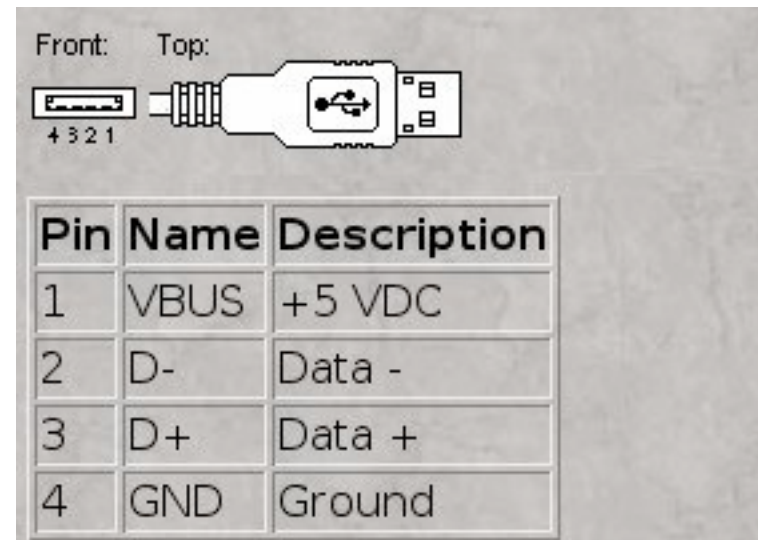 Front: Top:
4 3 2 1
Pin Name Description
1 VBUS +5 VDC
2 D- Data -
3 D+ Data +
4 GND Ground